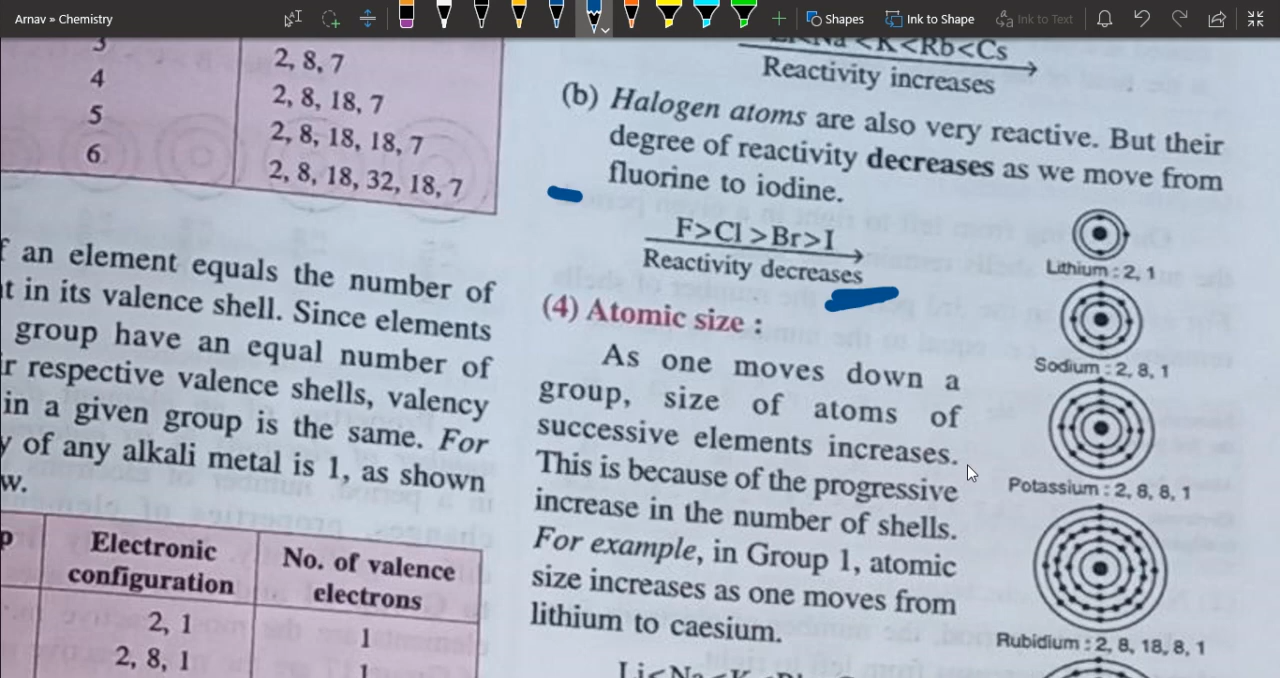 Arnav » Chemistry
Shapes
Ink to Shape
Ink to Text
3
2, 8, 7
4
2, 8, 18, 7
5
2, 8, 18, 18, 7
6
2, 8, 18, 32, 18, 7
an element equals the number of
in its valence shell. Since elements
group have an equal number of
respective valence shells, valency
in a given group is the same. For
of any alkali metal is 1, as shown
Electronic
configuration
No. of valence
electrons
2, 1
1
2, 8, 1
<K<Rb<Cs
Reactivity increases
(b) Halogen atoms are also very reactive. But their
degree of reactivity decreases as we move from
fluorine to iodine.
F>Cl >Br>I
Reactivity decreases
(4) Atomic size :
As one moves down a
group, size of atoms of
successive elements increases.
This is because of the progressive
increase in the number of shells.
For example, in Group 1, atomic
size increases as one moves from
lithium to caesium.
Lithium : 2, 1
Sodium : 2, 8, 1
Potassium : 2, 8, 8, 1
Rubidium : 2, 8, 18, 8, 1